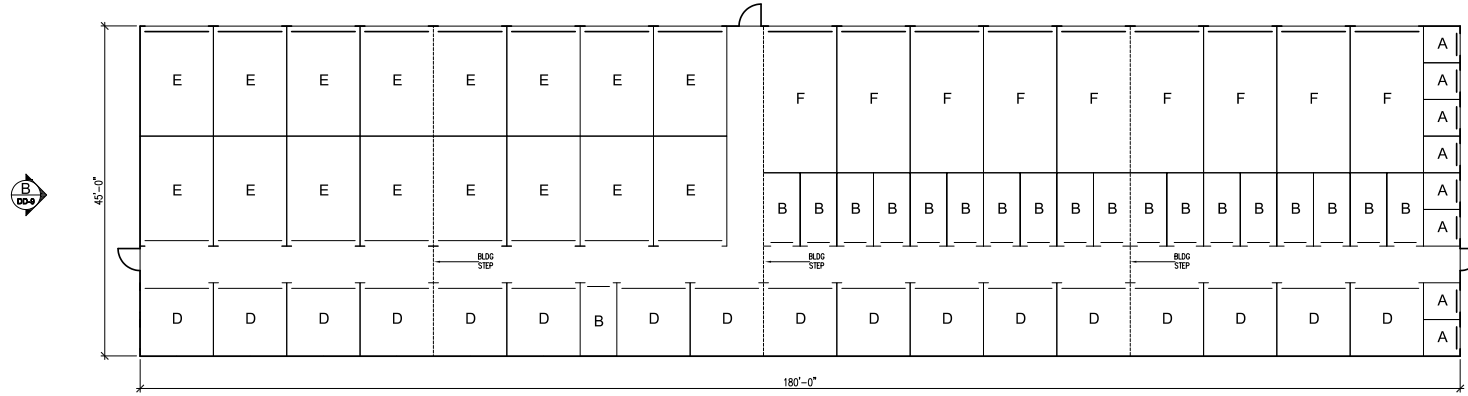 A
E E E E E E E E A
F F F F F F F F F
A
A
B
DD-9
45'-0"
E E E E E E E E A
B B B B B B B B B B B B B B B B B B
A
BLDG STEP
BLDG STEP
BLDG STEP
A
D D D D D D B D D D D D D D D D D D
A
180'-0"